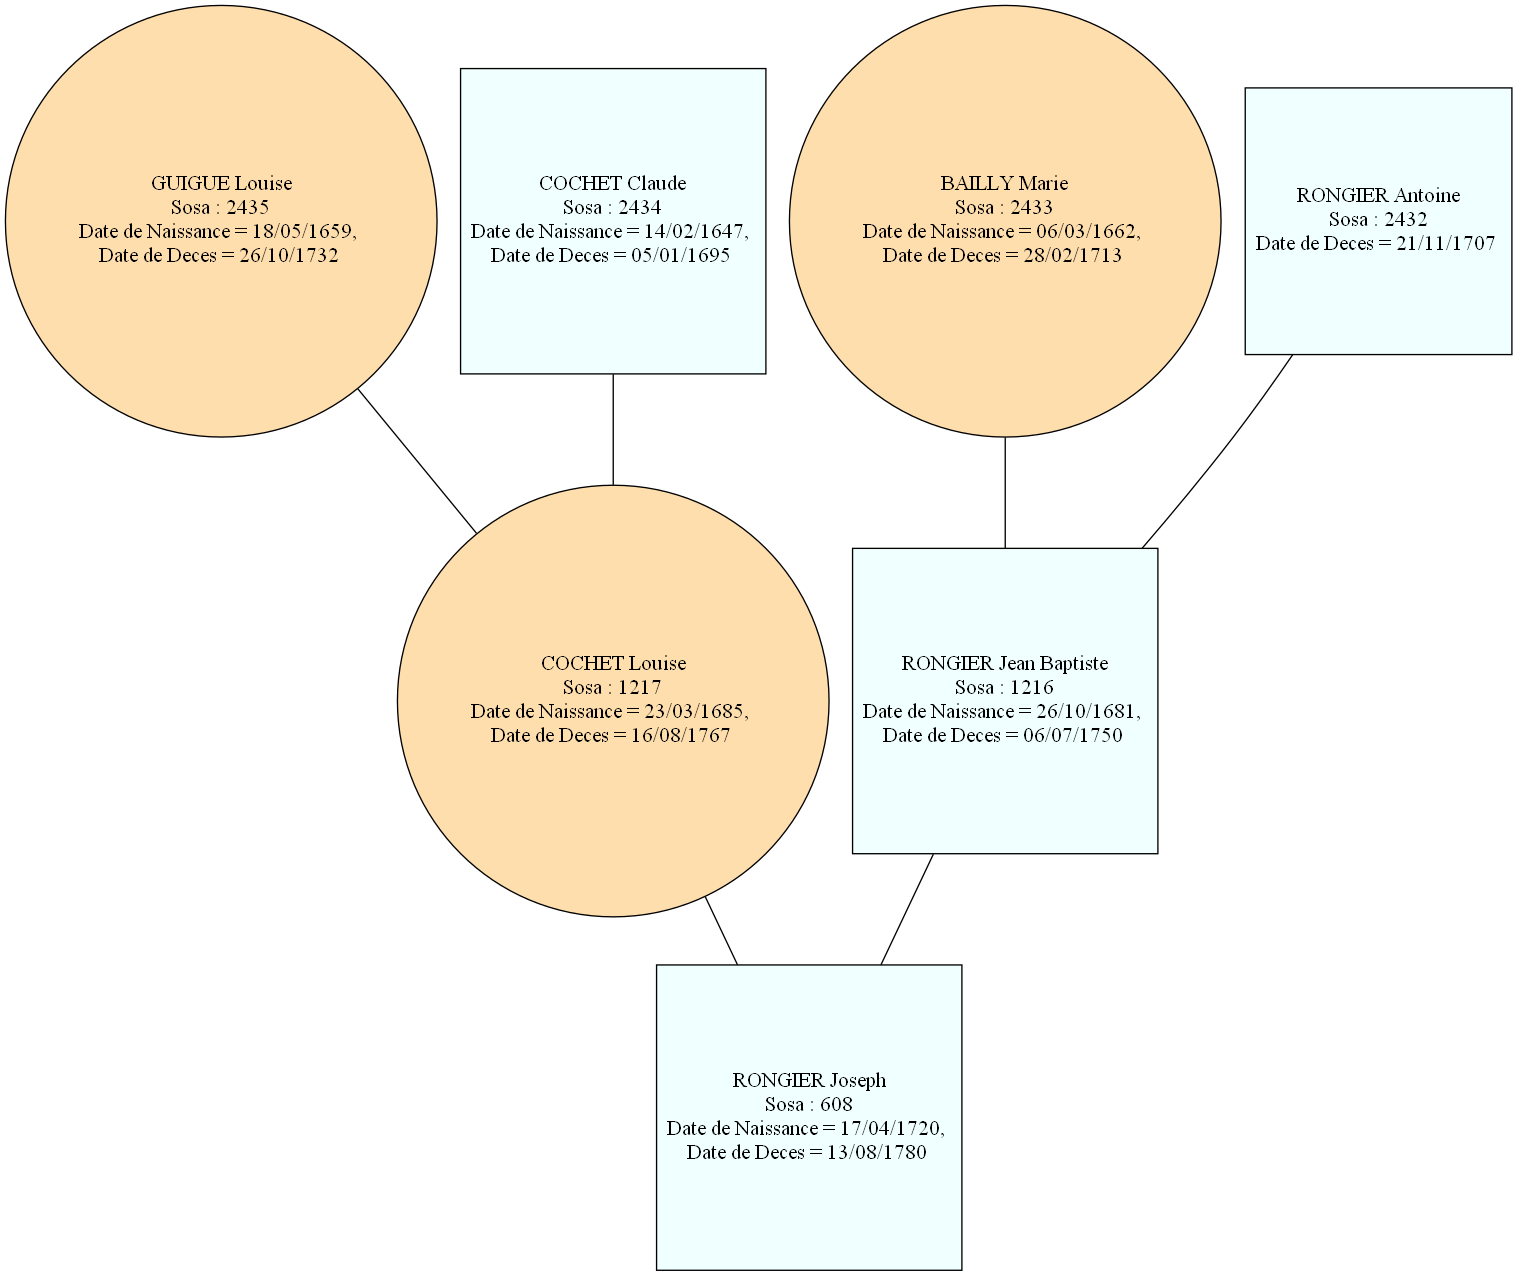 GUIGUE Louise
Sosa : 2435
Date de Naissance = 18/05/1659,
Date de Deces = 26/10/1732
COCHET Claude
Sosa : 2434
Date de Naissance = 14/02/1647,
Date de Deces = 05/01/1695
BAILLY Marie
Sosa : 2433
Date de Naissance = 06/03/1662,
Date de Deces = 28/02/1713
RONGIER Antoine
Sosa : 2432
Date de Deces = 21/11/1707
COCHET Louise
Sosa : 1217
Date de Naissance = 23/03/1685,
Date de Deces = 16/08/1767
RONGIER Jean Baptiste
Sosa : 1216
Date de Naissance = 26/10/1681,
Date de Deces = 06/07/1750
RONGIER Joseph
Sosa : 608
Date de Naissance = 17/04/1720,
Date de Deces = 13/08/1780